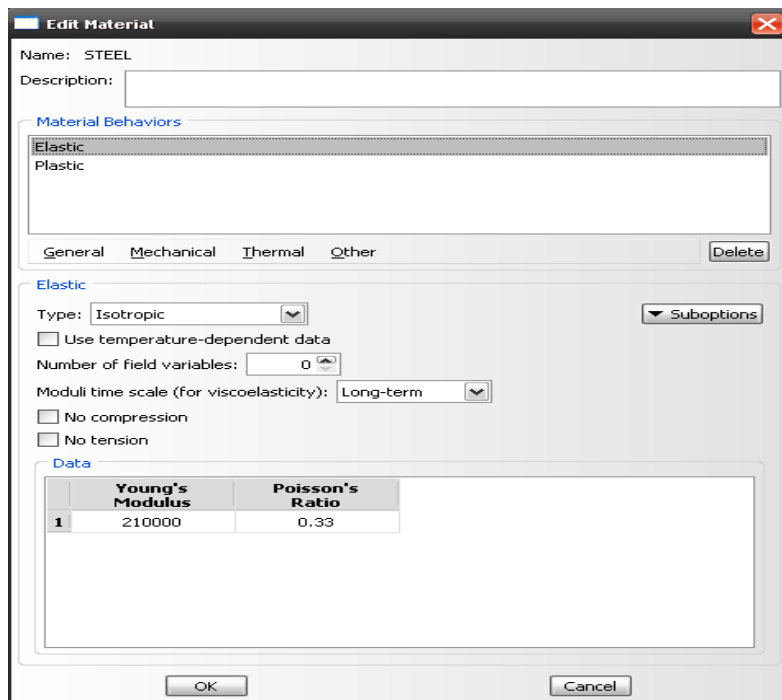 Edit Material
Name: STEEL
Description:
Material Behaviors
Elastic
Plastic
General Mechanical Thermal Other Delete
Elastic
Type: Isotropic Suboptions
Use temperature-dependent data
Number of field variables: 0
Moduli time scale (for viscoelasticity): Long-term
No compression
No tension
Data
Young's Poisson's
Modulus Ratio
1 210000 0.33
OK Cancel